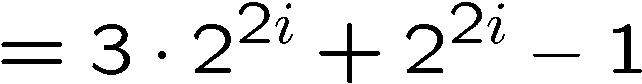 = 3 · 2^{2i} + 2^{2i} − 1